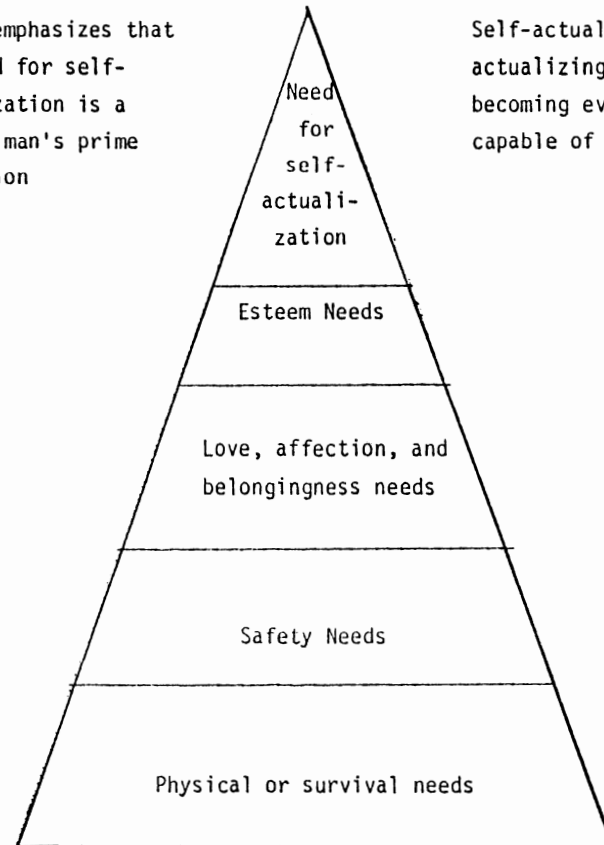 emphasizes that
for self-
zation is a
man's prime
on
Self-actual
actualizing
becoming ev
capable of
Need
for
self-
actuali-
zation
Esteem Needs
Love, affection, and
belongingness needs
Safety Needs
Physical or survival needs